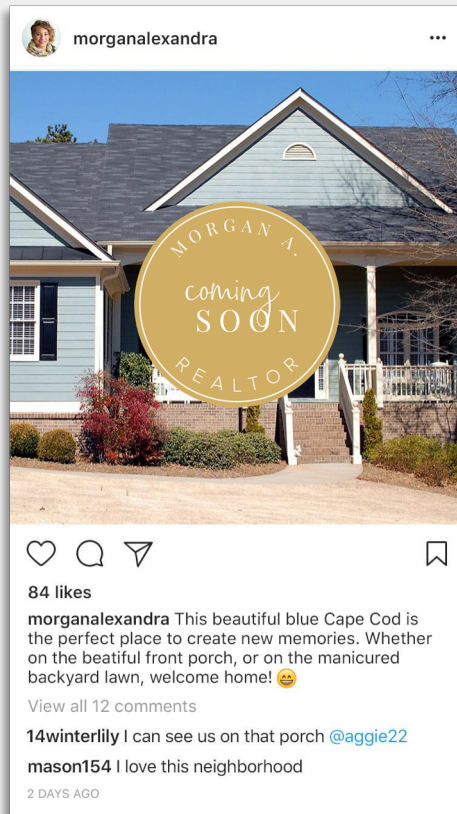 morganalexandra
MORGAN A.
coming
SOON
REALTOR
84 likes
morganalexandra This beautiful blue Cape Cod is
the perfect place to create new memories. Whether
on the beatiful front porch, or on the manicured
backyard lawn, welcome home! 😄
View all 12 comments
14winterlily I can see us on that porch @aggie22
mason154 I love this neighborhood
2 DAYS AGO